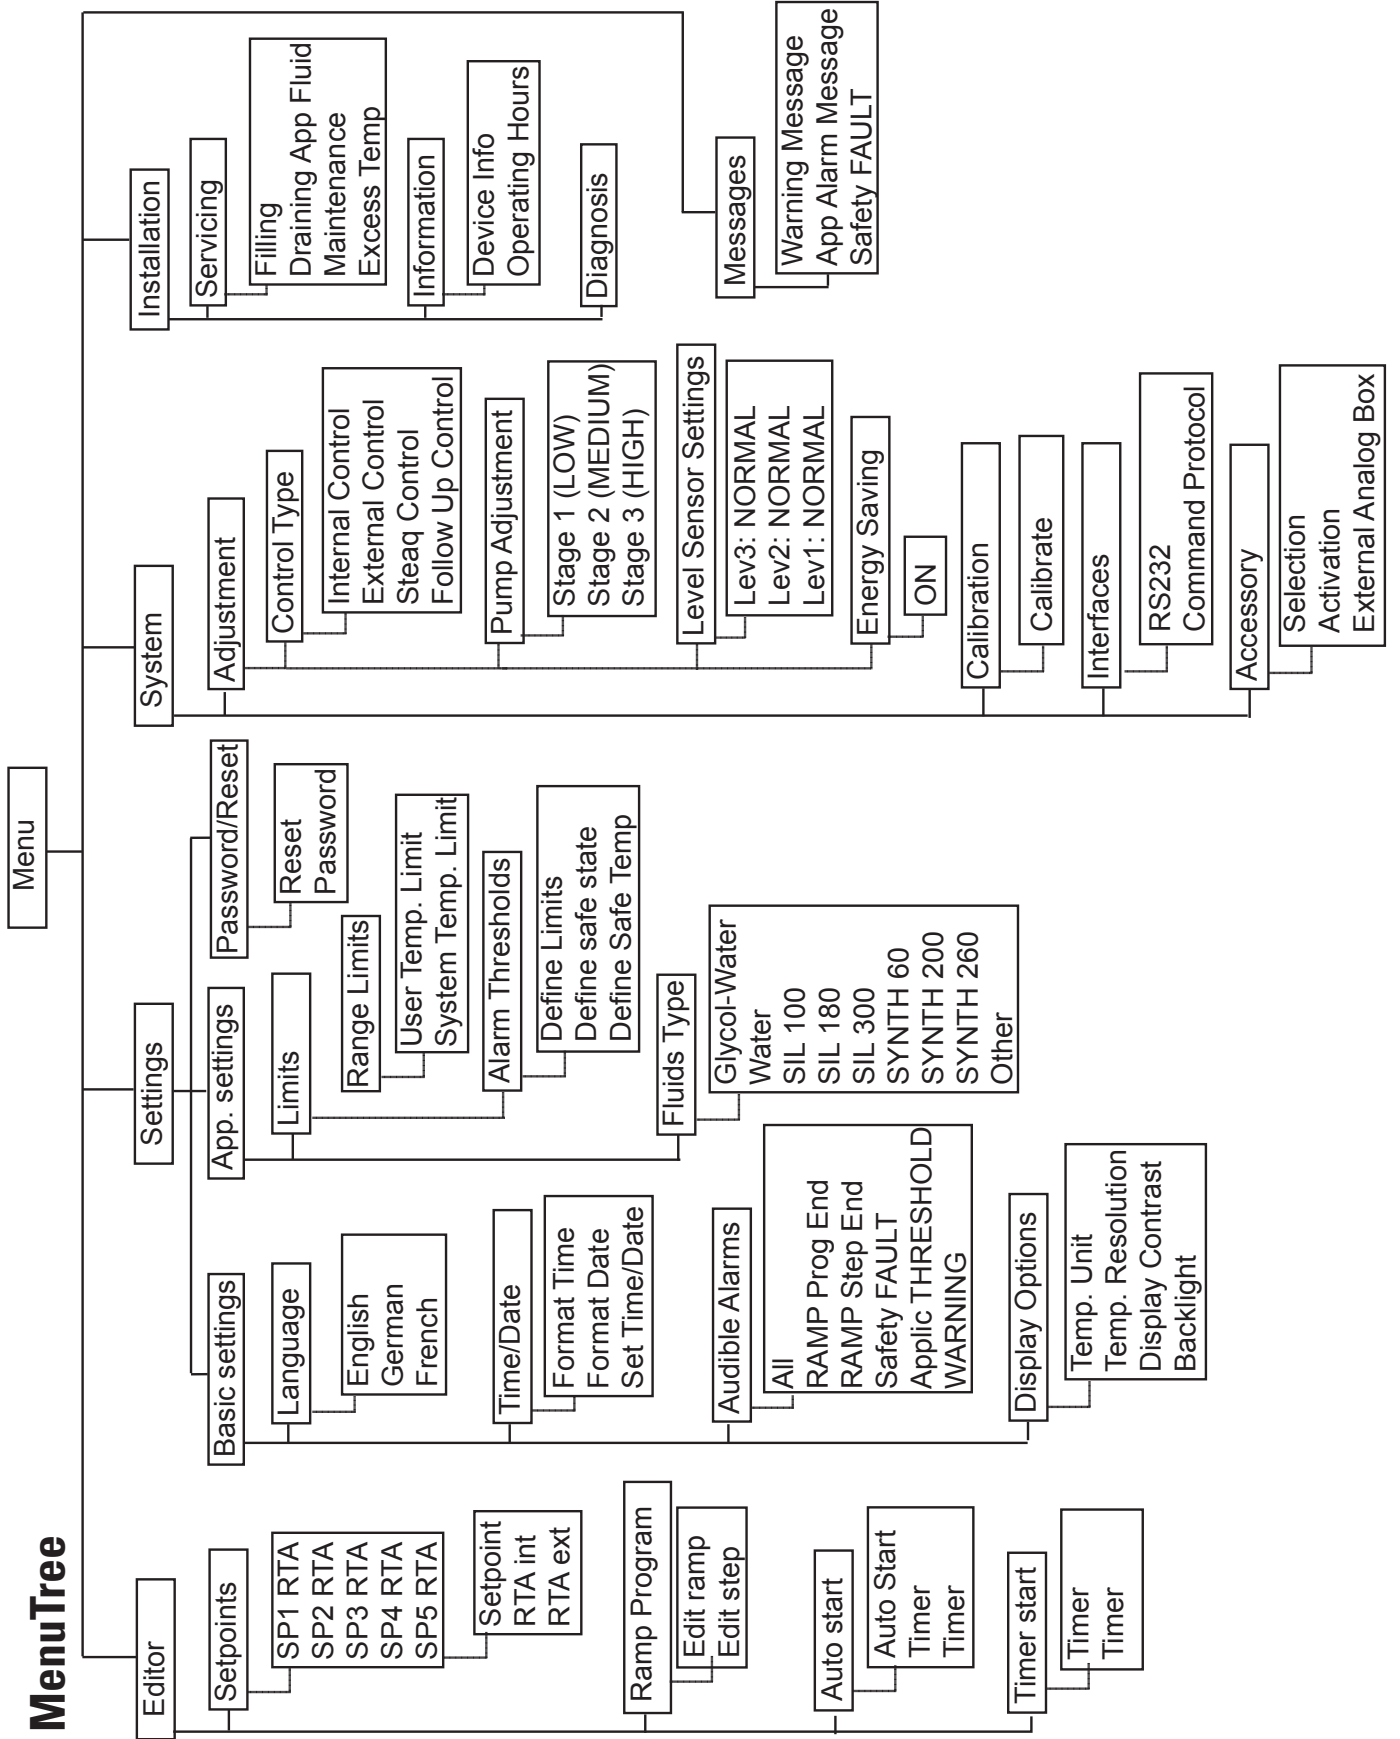 MenuTree
Menu
Editor
Setpoints
SP1 RTA
SP2 RTA
SP3 RTA
SP4 RTA
SP5 RTA
Setpoint
RTA int
RTA ext
Ramp Program
Edit ramp
Edit step
Auto start
Auto Start
Timer
Timer
Timer start
Timer
Timer
Settings
Basic settings
Language
English
German
French
Time/Date
Format Time
Format Date
Set Time/Date
Audible Alarms
All
RAMP Prog End
RAMP Step End
Safety FAULT
Applic THRESHOLD
WARNING
Display Options
Temp. Unit
Temp. Resolution
Display Contrast
Backlight
App. settings
Limits
Range Limits
User Temp. Limit
System Temp. Limit
Alarm Thresholds
Define Limits
Define safe state
Define Safe Temp
Fluids Type
Glycol-Water
Water
SIL 100
SIL 180
SIL 300
SYNTH 60
SYNTH 200
SYNTH 260
Other
Password/Reset
Reset
Password
System
Adjustment
Control Type
Internal Control
External Control
Steaq Control
Follow Up Control
Pump Adjustment
Stage 1 (LOW)
Stage 2 (MEDIUM)
Stage 3 (HIGH)
Level Sensor Settings
Lev3: NORMAL
Lev2: NORMAL
Lev1: NORMAL
Energy Saving
ON
Calibration
Calibrate
Interfaces
RS232
Command Protocol
Accessory
Selection
Activation
External Analog Box
Installation
Servicing
Filling
Draining App Fluid
Maintenance
Excess Temp
Information
Device Info
Operating Hours
Diagnosis
Messages
Warning Message
App Alarm Message
Safety FAULT